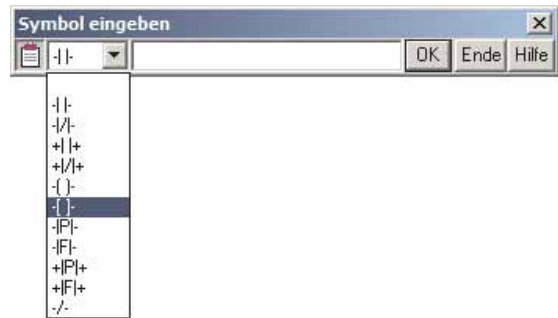 Symbol eingeben
-| |- OK Ende Hilfe
-| |-
-|/|-
+| |+
+|/|+
-( )-
-[ ]-
-|P|-
-|F|-
+|P|+
+|F|+
-/-